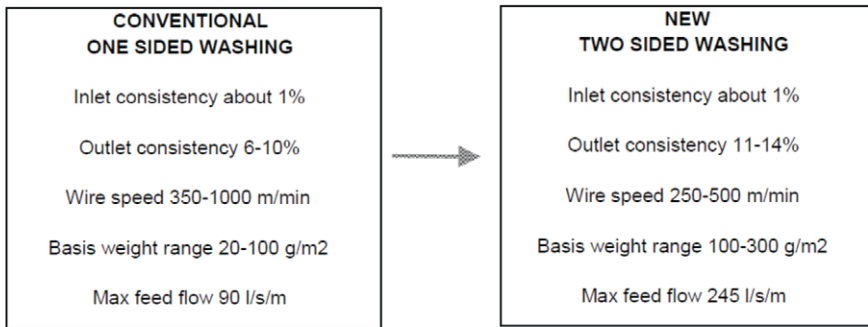 CONVENTIONAL
ONE SIDED WASHING
Inlet consistency about 1%
Outlet consistency 6-10%
Wire speed 350-1000 m/min
Basis weight range 20-100 g/m2
Max feed flow 90 l/s/m
NEW
TWO SIDED WASHING
Inlet consistency about 1%
Outlet consistency 11-14%
Wire speed 250-500 m/min
Basis weight range 100-300 g/m2
Max feed flow 245 l/s/m